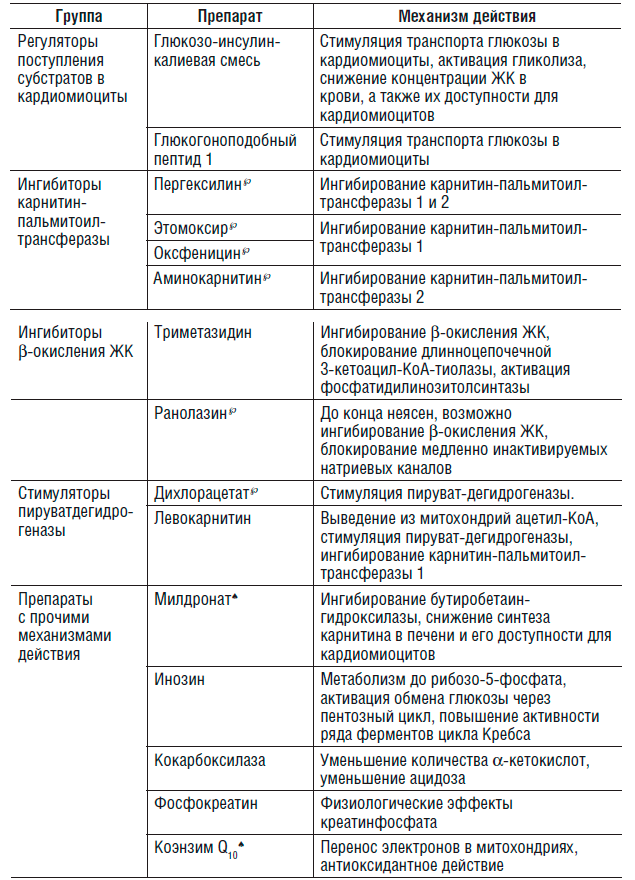 Группа Препарат Механизм действия
Регуляторы поступления субстратов в кардиомиоциты
Глюкозо-инсулин-
калиевая смесь
Стимуляция транспорта глюкозы в
кардиомиоциты, активация гликолиза,
снижение концентрации ЖК в
крови, а также их доступности для
кардиомиоцитов
Глюкогоноподобный
пептид 1
Стимуляция транспорта глюкозы в
кардиомиоциты
Ингибиторы
карнитин-
пальмитоил-
трансферазы
Пергексилин℘
Ингибирование карнитин-пальмитоил-
трансферазы 1 и 2
Этомоксир℘
Оксфеницин℘
Ингибирование карнитин-пальмитоил-
трансферазы 1
Аминокарнитин℘
Ингибирование карнитин-пальмитоил-
трансферазы 2
Ингибиторы
β-окисления ЖК
Триметазидин
Ингибирование β-окисления ЖК,
блокирование длинноцепочечной
3-кетоацил-КоА-тиолазы, активация
фосфатидилинозитолсинтазы
Ранолазин℘
До конца неясен, возможно
ингибирование β-окисления ЖК,
блокирование медленно инактивируемых
натриевых каналов
Стимуляторы
пируватдегидро-
геназы
Дихлорацетат℘
Стимуляция пируват-дегидрогеназы.
Левокарнитин
Выведение из митохондрий ацетил-КоА,
стимуляция пируват-дегидрогеназы,
ингибирование карнитин-пальмитоил-
трансферазы 1
Препараты
с прочими
механизмами
действия
Милдронат♠
Ингибирование бутиробетаин-
гидроксилазы, снижение синтеза
карнитина в печени и его доступности для
кардиомиоцитов
Инозин
Метаболизм до рибозо-5-фосфата,
активация обмена глюкозы через
пентозный цикл, повышение активности
ряда ферментов цикла Кребса
Кокарбоксилаза
Уменьшение количества α-кетокислот,
уменьшение ацидоза
Фосфокреатин
Физиологические эффекты
креатинфосфата
Коэнзим Q10♠
Перенос электронов в митохондриях,
антиоксидантное действие